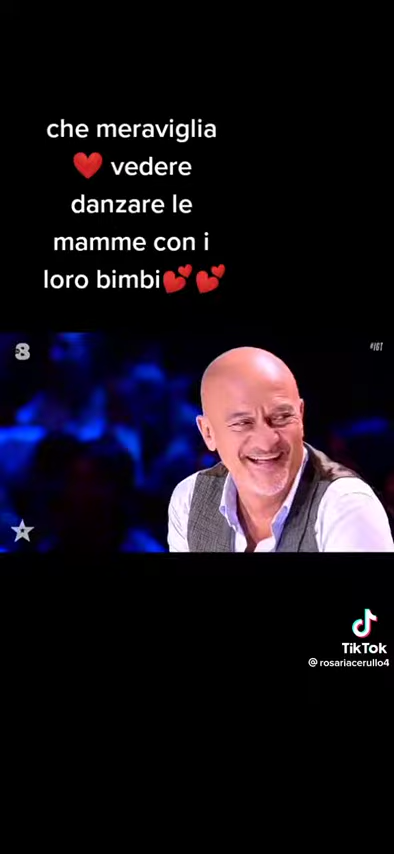 che meraviglia
❤️ vedere
danzare le
mamme con i
loro bimbi💕💕
8
#IGT
TikTok
@rosariacerullo4